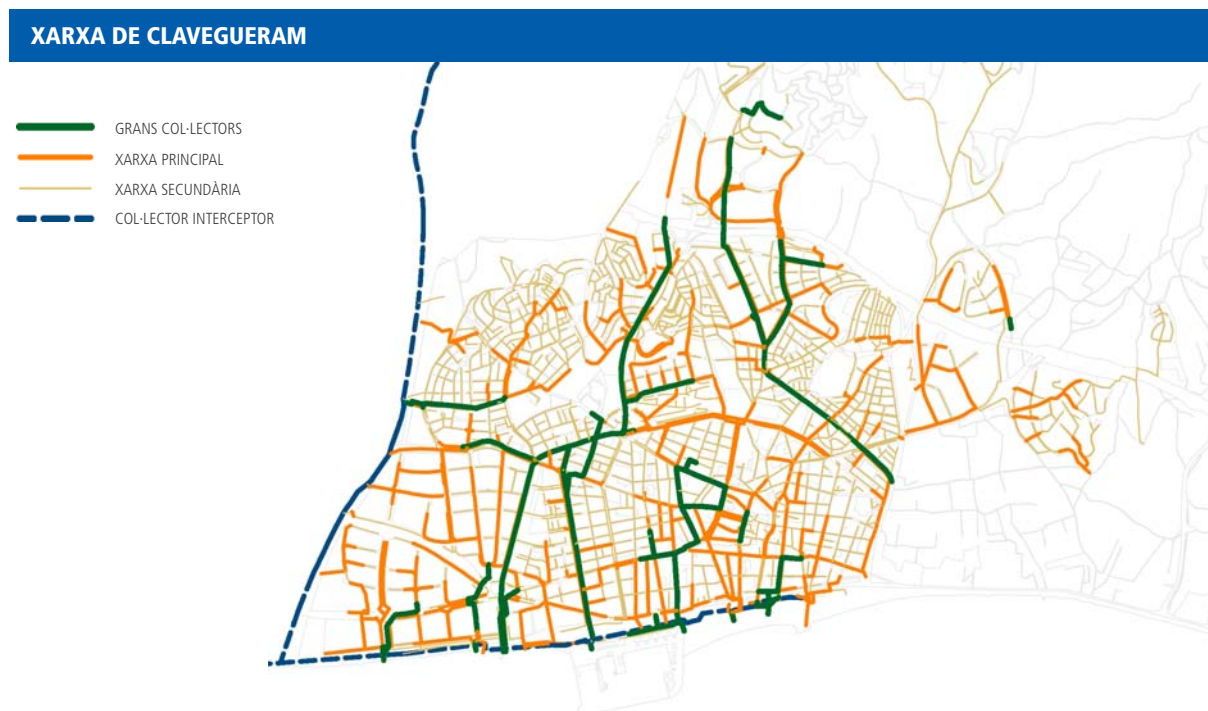 XARXA DE CLAVEGUERAM
GRANS COL·LECTORS
XARXA PRINCIPAL
XARXA SECUNDÀRIA
COL·LECTOR INTERCEPTOR